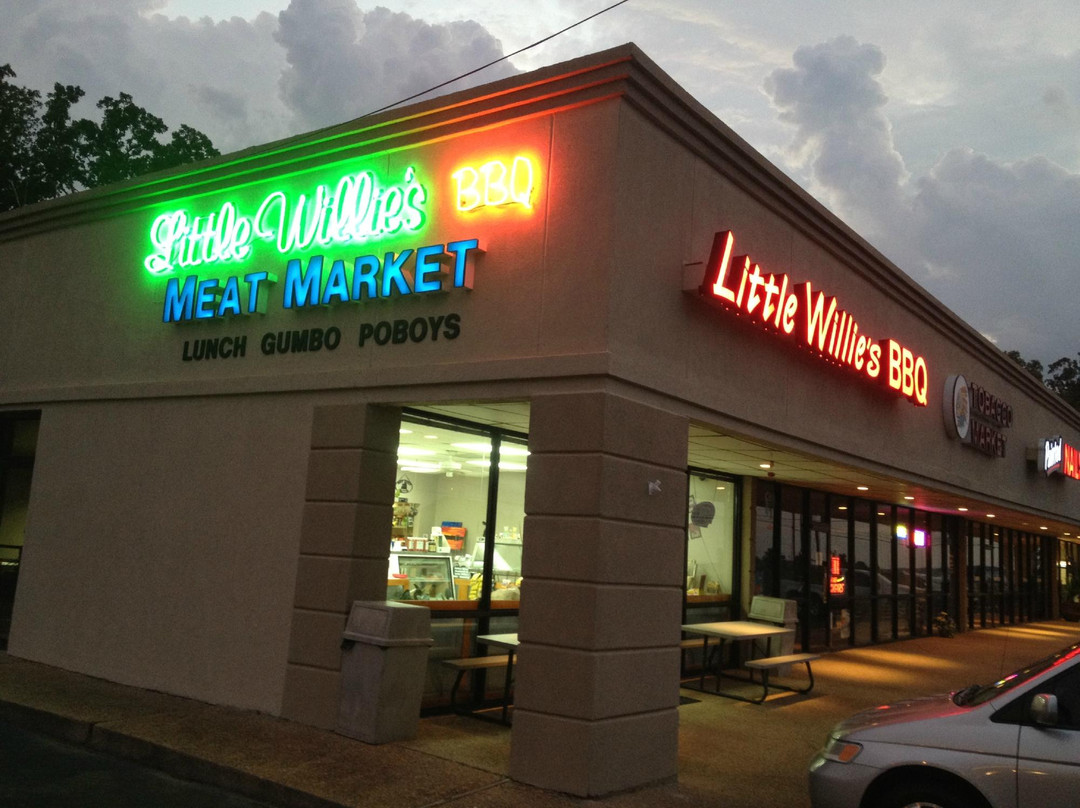 Little Willie's BBQ
MEAT MARKET
LUNCH GUMBO POBOYS
Little Willie's BBQ
TOBACCO
MARKET